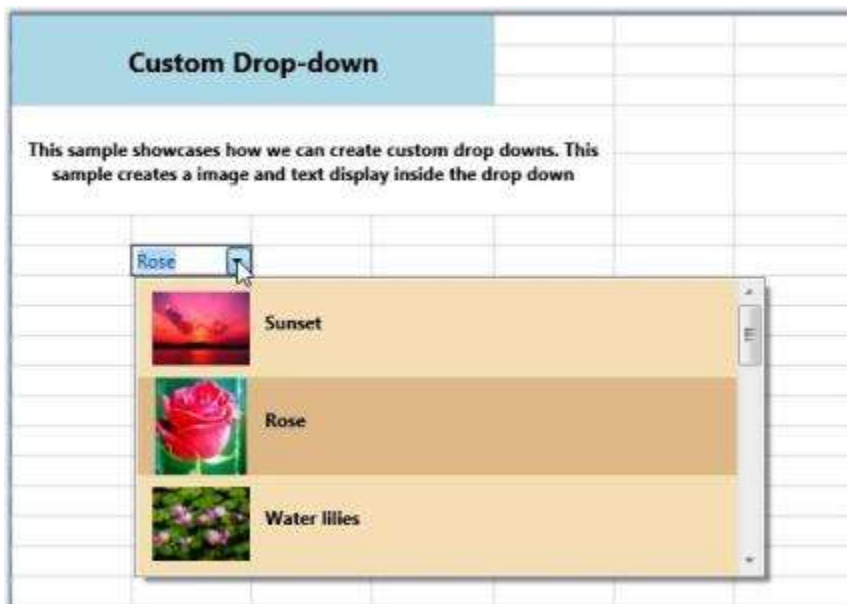 Custom Drop-down
This sample showcases how we can create custom drop downs. This
sample creates a image and text display inside the drop down
Rose
Sunset
Rose
Water lilies